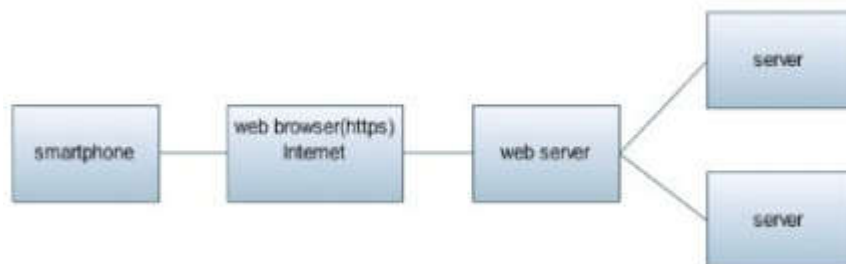 smartphone
web browser(https)
Internet
web server
server
server